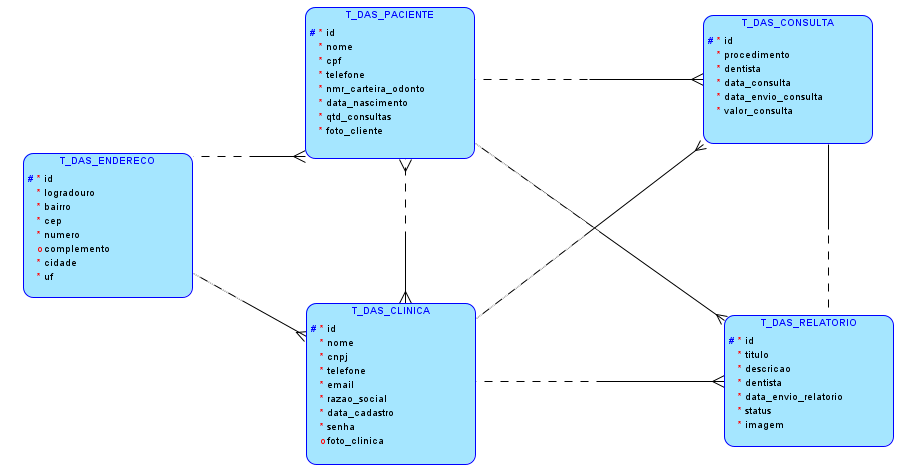 T_DAS_PACIENTE
# * id
* nome
* cpf
* telefone
* nmr_carteira_odonto
* data_nascimento
* qtd_consultas
* foto_cliente
T_DAS_CONSULTA
# * id
* procedimento
* dentista
* data_consulta
* data_envio_consulta
* valor_consulta
T_DAS_ENDERECO
# * id
* logradouro
* bairro
* cep
* numero
o complemento
* cidade
* uf
T_DAS_CLINICA
# * id
* nome
* cnpj
* telefone
* email
* razao_social
* data_cadastro
* senha
o foto_clinica
T_DAS_RELATORIO
# * id
* titulo
* descricao
* dentista
* data_envio_relatorio
* status
* imagem